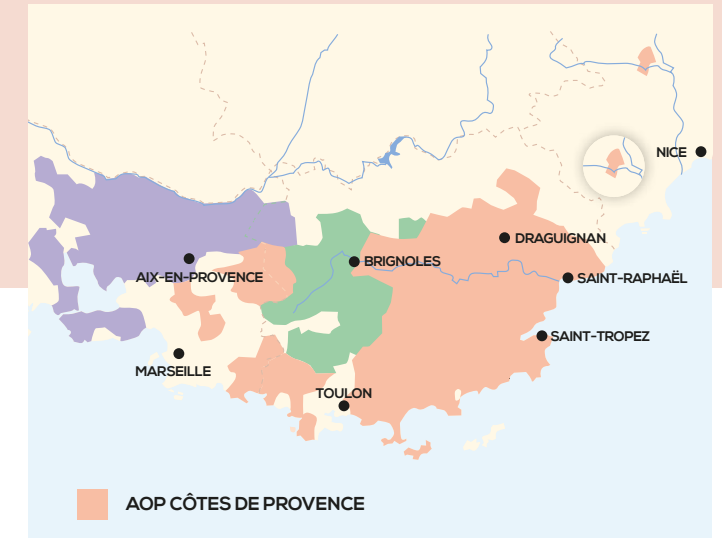 NICE
DRAGUIGNAN
BRIGNOLES
AIX-EN-PROVENCE
SAINT-RAPHAËL
SAINT-TROPEZ
MARSEILLE
TOULON
AOP CÔTES DE PROVENCE